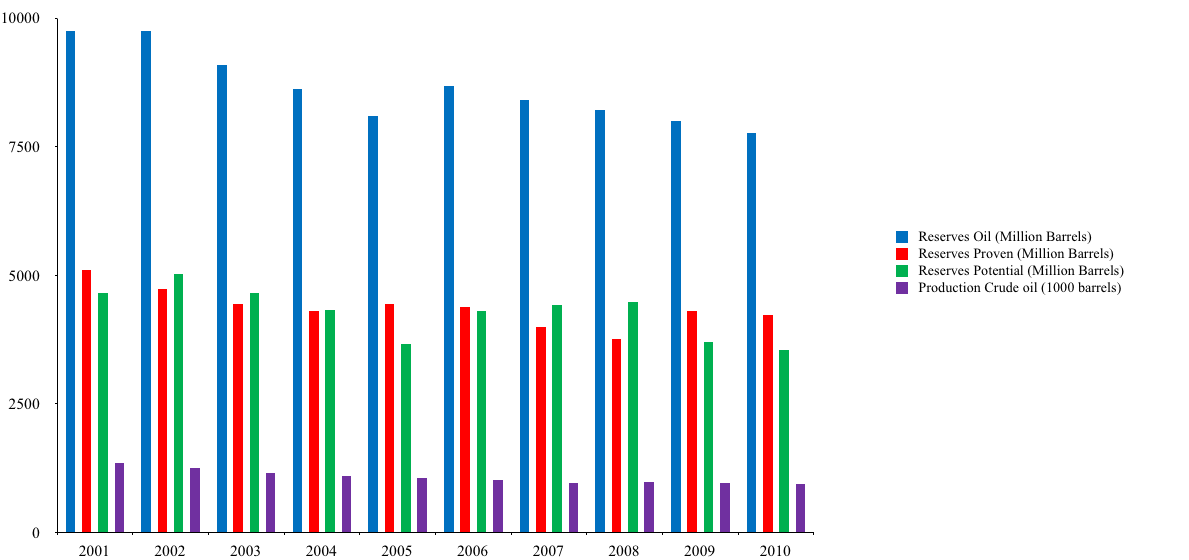 10000
7500
5000
2500
0
2001 2002 2003 2004 2005 2006 2007 2008 2009 2010
Reserves Oil (Million Barrels)
Reserves Proven (Million Barrels)
Reserves Potential (Million Barrels)
Production Crude oil (1000 barrels)